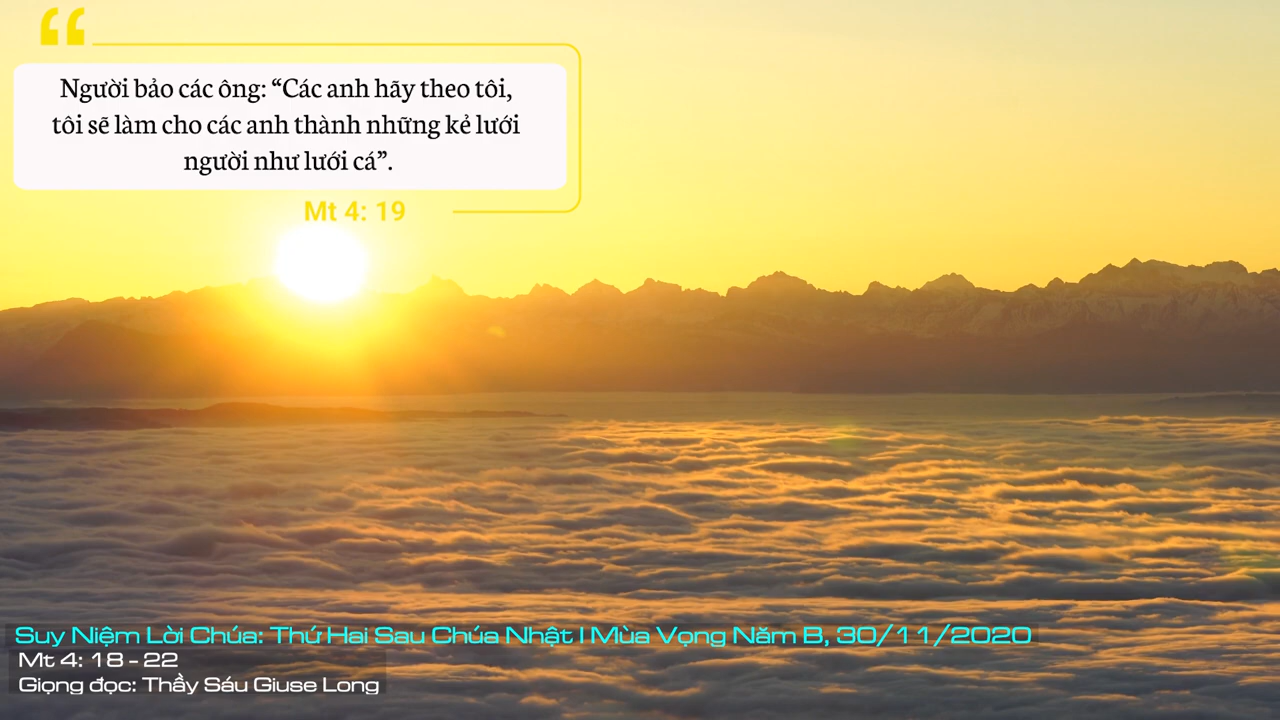 Người bảo các ông: “Các anh hãy theo tôi,
tôi sẽ làm cho các anh thành những kẻ lưới
người như lưới cá”.
Mt 4: 19
Suy Niệm Lời Chúa: Thứ Hai Sau Chúa Nhật I Mùa Vọng Năm B, 30/11/2020
Mt 4: 18 - 22
Giọng đọc: Thầy Sáu Giuse Long